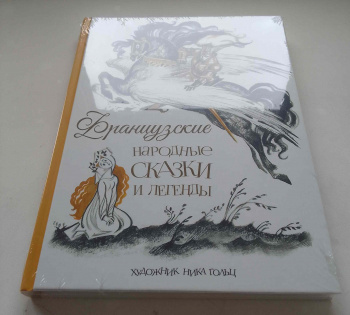 Французские
народные
сказки
и легенды
художник Ника Гольц